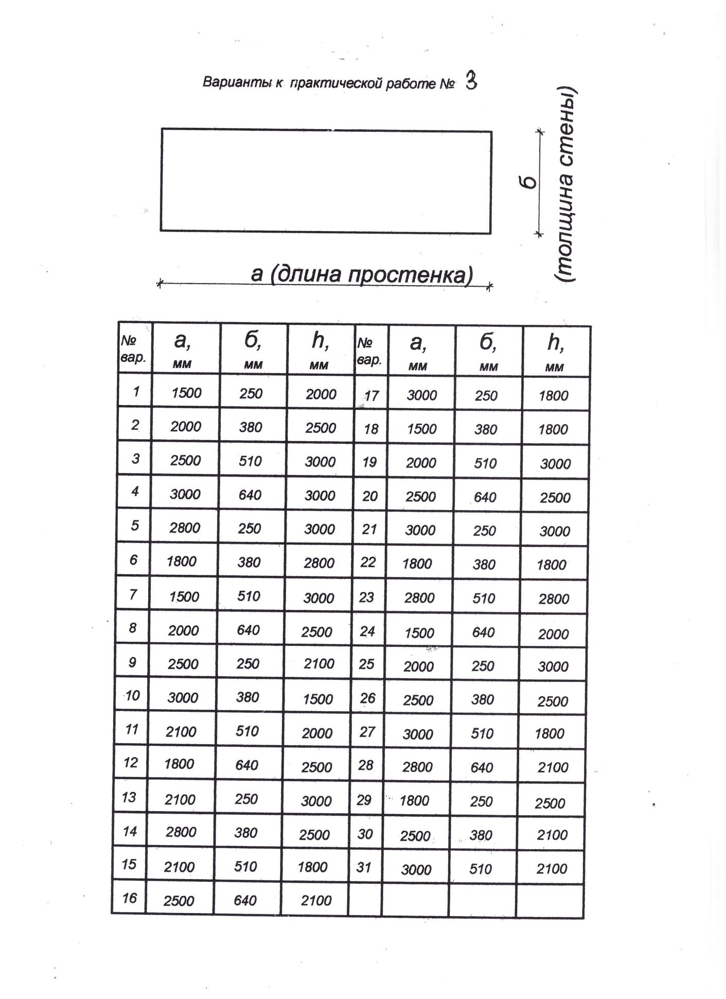 Варианты к практической работе № 3
б
(толщина стены)
а (длина простенка)
№ вар. а, мм б, мм h, мм № вар. а, мм б, мм h, мм
1 1500 250 2000 17 3000 250 1800
2 2000 380 2500 18 1500 380 1800
3 2500 510 3000 19 2000 510 3000
4 3000 640 3000 20 2500 640 2500
5 2800 250 3000 21 3000 250 3000
6 1800 380 2800 22 1800 380 1800
7 1500 510 3000 23 2800 510 2800
8 2000 640 2500 24 1500 640 2000
9 2500 250 2100 25 2000 250 3000
10 3000 380 1500 26 2500 380 2500
11 2100 510 2000 27 3000 510 1800
12 1800 640 2500 28 2800 640 2100
13 2100 250 3000 29 1800 250 2500
14 2800 380 2500 30 2500 380 2100
15 2100 510 1800 31 3000 510 2100
16 2500 640 2100